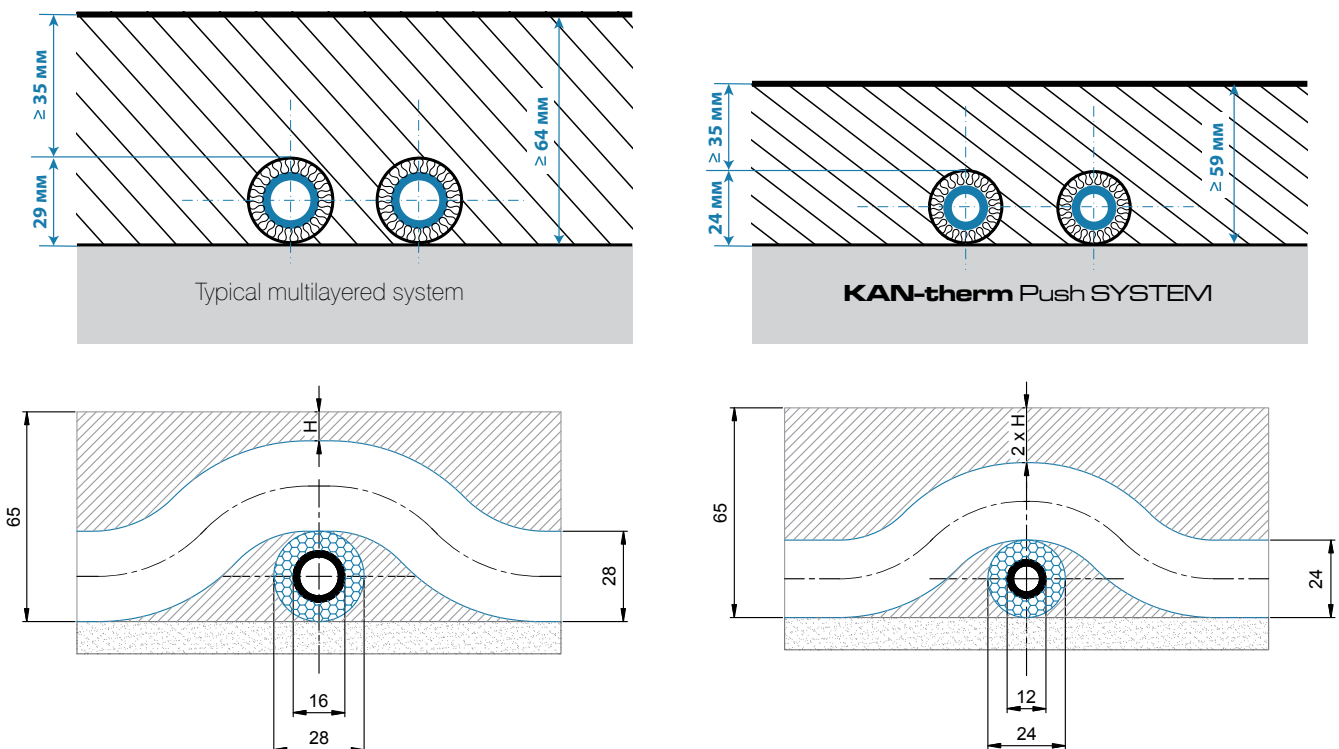 ≥ 35 мм
29 мм
≥ 64 мм
Typical multilayered system
≥ 35 мм
24 мм
≥ 59 мм
KAN-therm Push SYSTEM
65
H
28
16
28
65
2 x H
24
12
24